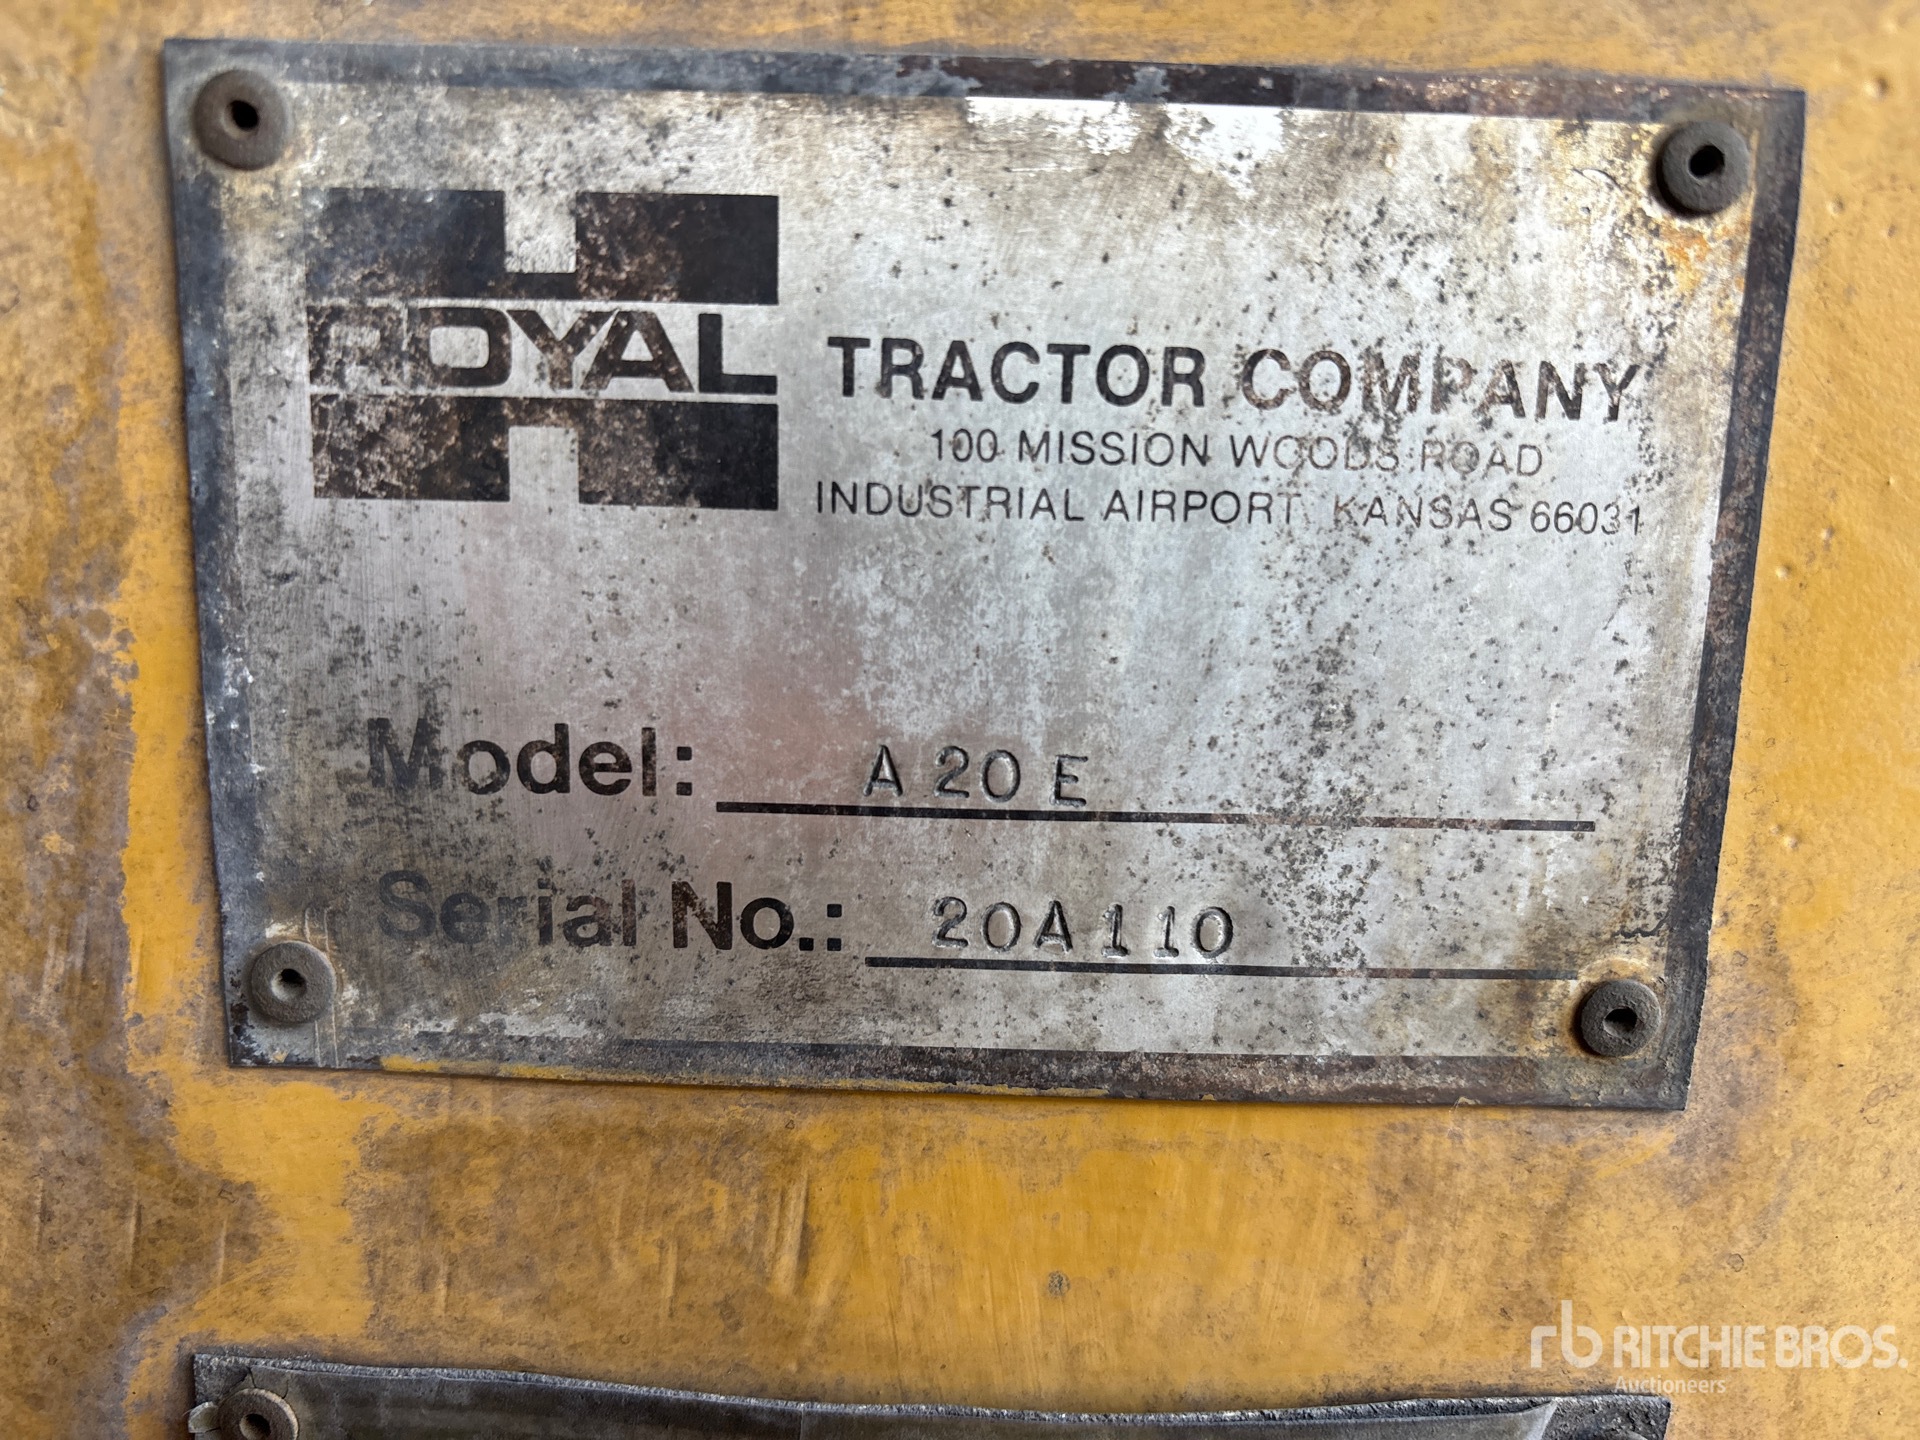 ROYAL TRACTOR COMPANY
100 MISSION WOODS ROAD
INDUSTRIAL AIRPORT, KANSAS 66031
Model: A 20 E
Serial No.: 20A110
rb RITCHIE BROS.
Auctioneers